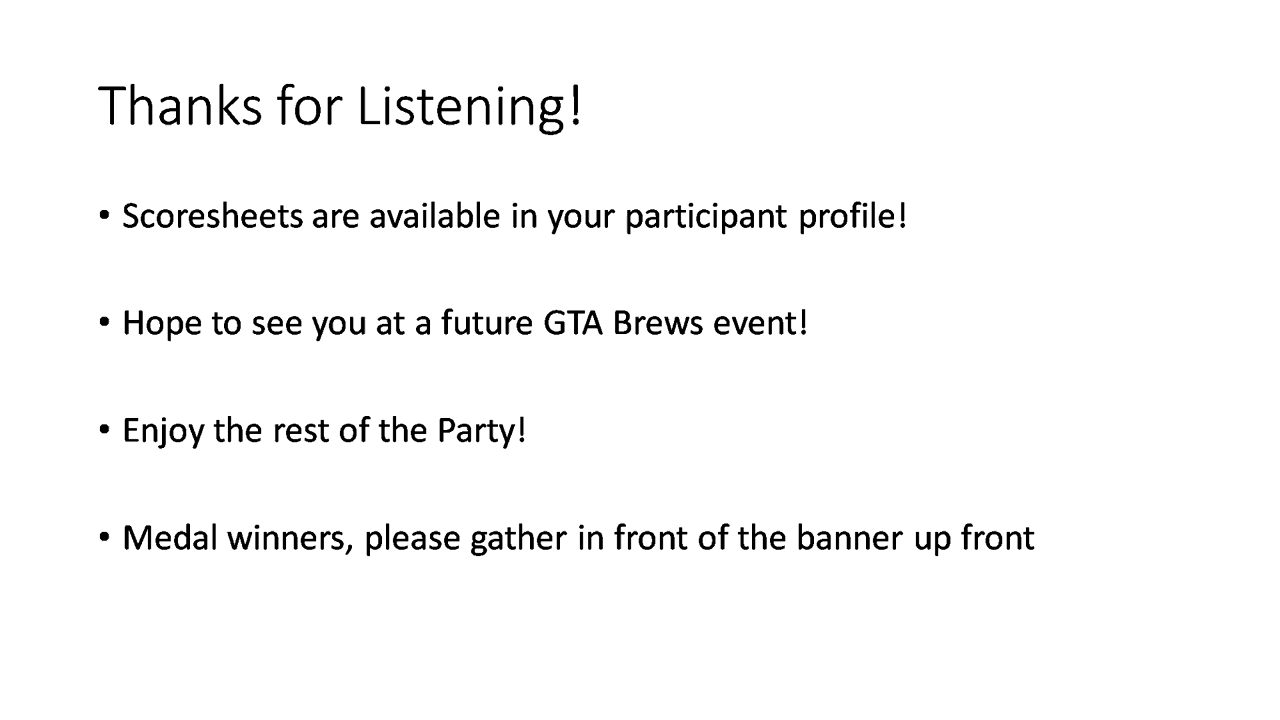 Thanks for Listening!
• Scoresheets are available in your participant profile!
• Hope to see you at a future GTA Brews event!
• Enjoy the rest of the Party!
• Medal winners, please gather in front of the banner up front